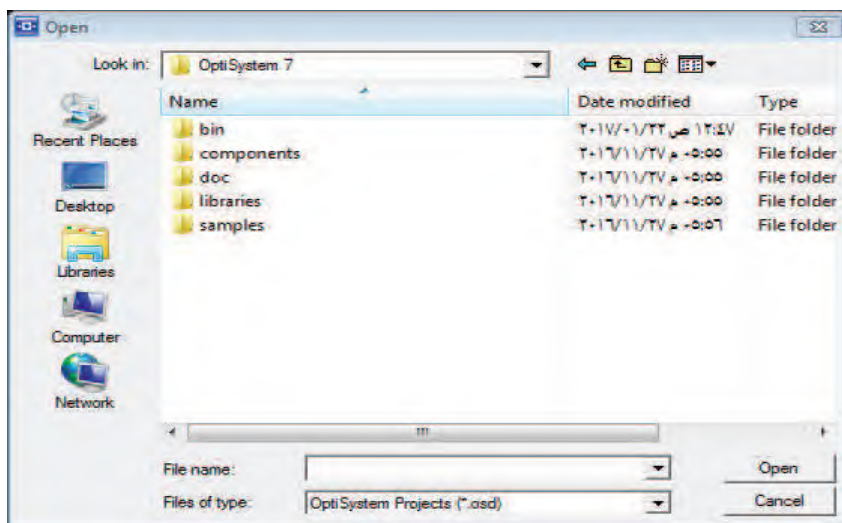 Open
Look in: OptiSystem 7
Name Date modified Type
bin ٢٠١٧/٠١/٢٢ ص ١٢:٤٧ File folder
components ٢٠١٦/١١/٢٧ م ٠٥:٥٥ File folder
doc ٢٠١٦/١١/٢٧ م ٠٥:٥٥ File folder
libraries ٢٠١٦/١١/٢٧ م ٠٥:٥٥ File folder
samples ٢٠١٦/١١/٢٧ م ٠٥:٥٦ File folder
Recent Places
Desktop
Libraries
Computer
Network
File name: Open
Files of type: OptiSystem Projects (*.osd) Cancel